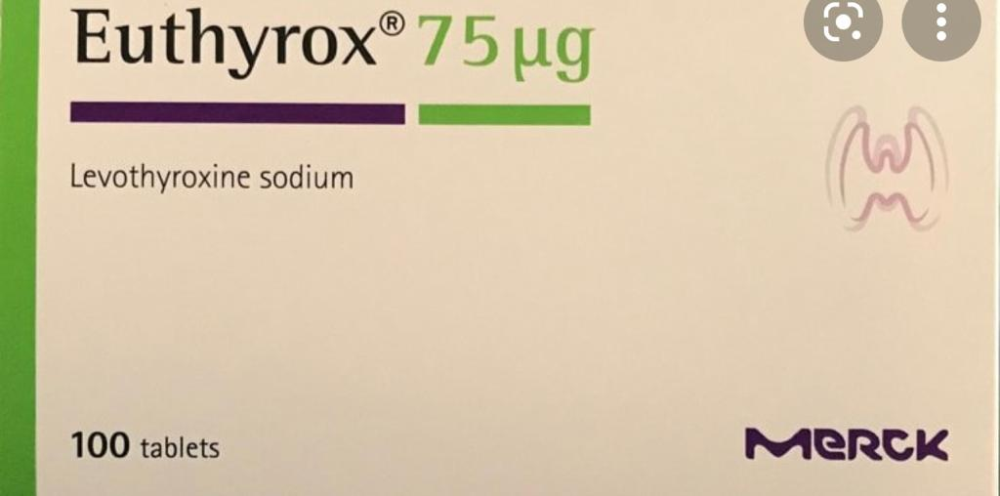 Euthyrox® 75 µg
Levothyroxine sodium
100 tablets
MERCK